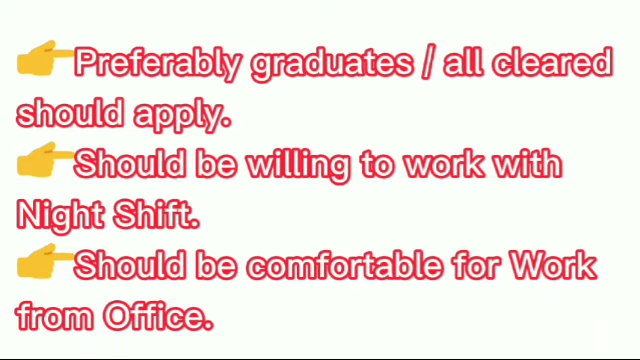 👉Preferably graduates / all cleared
should apply.
👉Should be willing to work with
Night Shift.
👉Should be comfortable for Work
from Office.